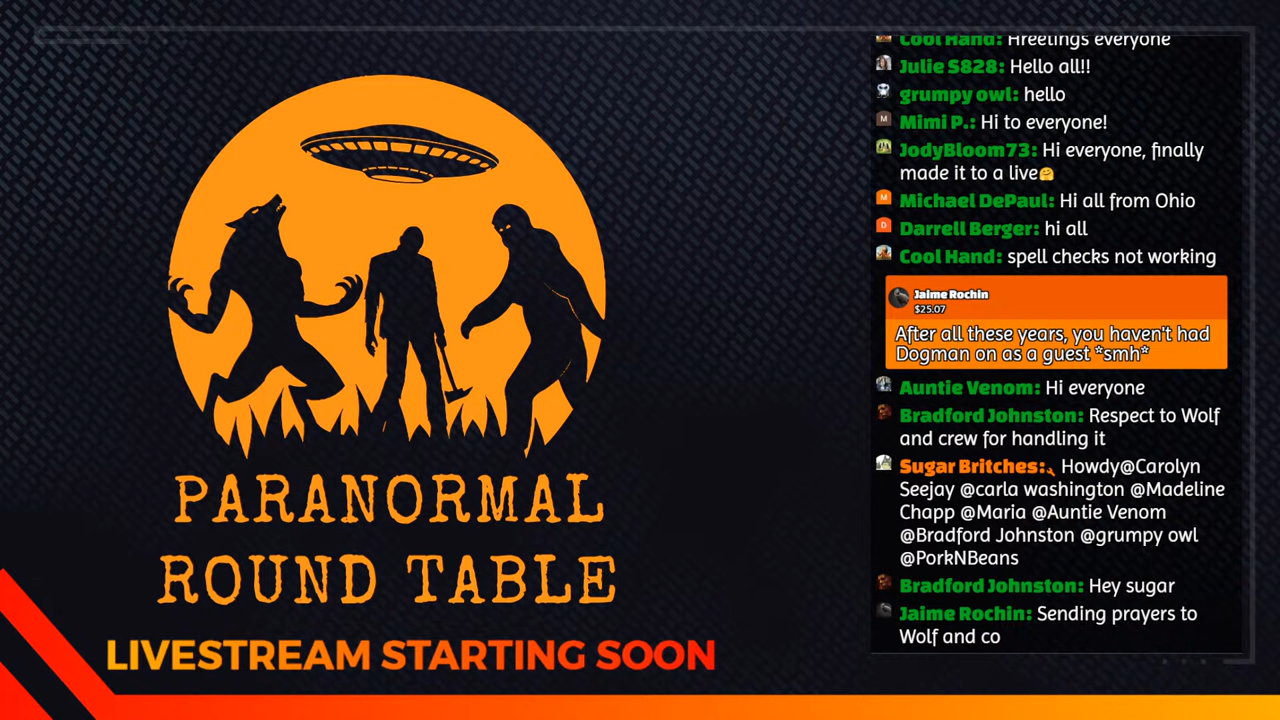 PARANORMAL
ROUND TABLE
LIVESTREAM STARTING SOON
Cool Hand: Hreetings everyone
Julie S828: Hello all!!
grumpy owl: hello
M Mimi P.: Hi to everyone!
JodyBloom73: Hi everyone, finally
made it to a live🤗
M Michael DePaul: Hi all from Ohio
D Darrell Berger: hi all
Cool Hand: spell checks not working
Jaime Rochin
$25.07
After all these years, you haven't had
Dogman on as a guest *smh*
Auntie Venom: Hi everyone
Bradford Johnston: Respect to Wolf
and crew for handling it
Sugar Britches: Howdy@Carolyn
Seejay @carla washington @Madeline
Chapp @Maria @Auntie Venom
@Bradford Johnston @grumpy owl
@PorkNBeans
Bradford Johnston: Hey sugar
Jaime Rochin: Sending prayers to
Wolf and co